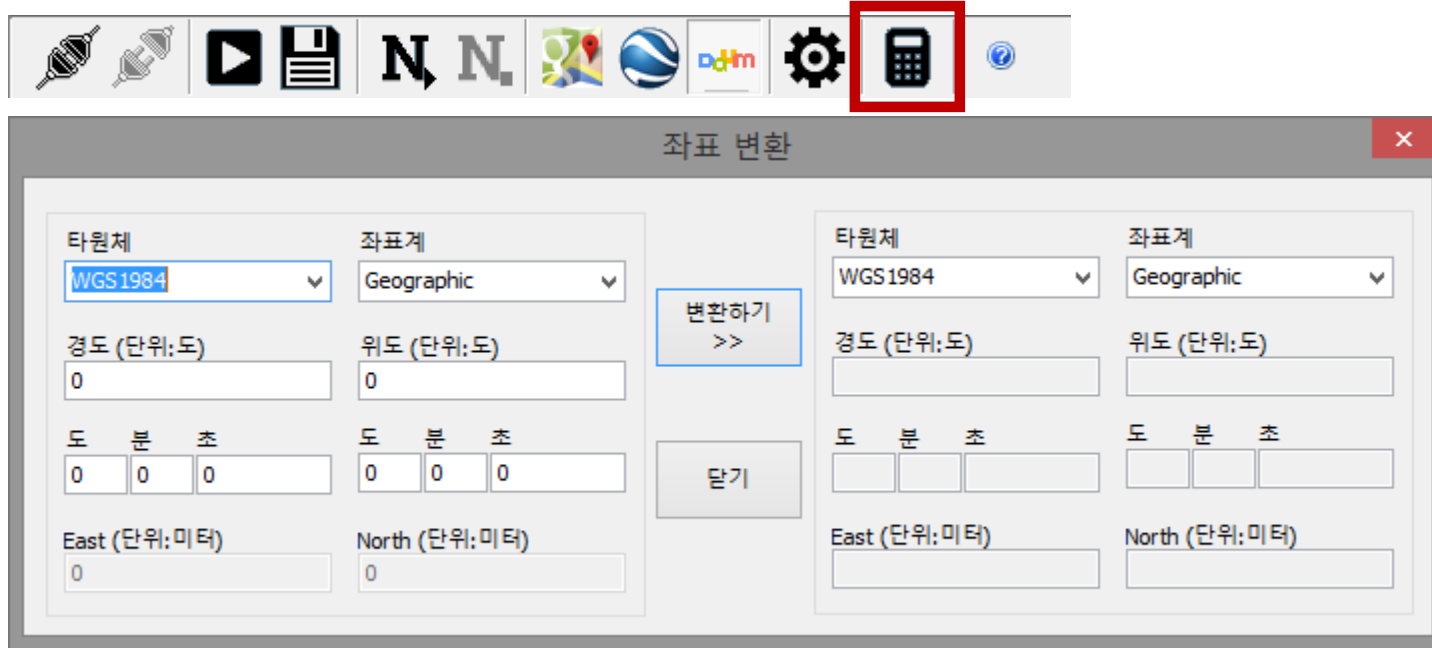 N N Daum
좌표 변환
타원체 좌표계
WGS1984 Geographic
경도 (단위:도) 위도 (단위:도)
0 0
도 분 초 도 분 초
0 0 0 0 0 0
East (단위:미터) North (단위:미터)
0 0
변환하기
>>
닫기
타원체 좌표계
WGS1984 Geographic
경도 (단위:도) 위도 (단위:도)
도 분 초 도 분 초
East (단위:미터) North (단위:미터)